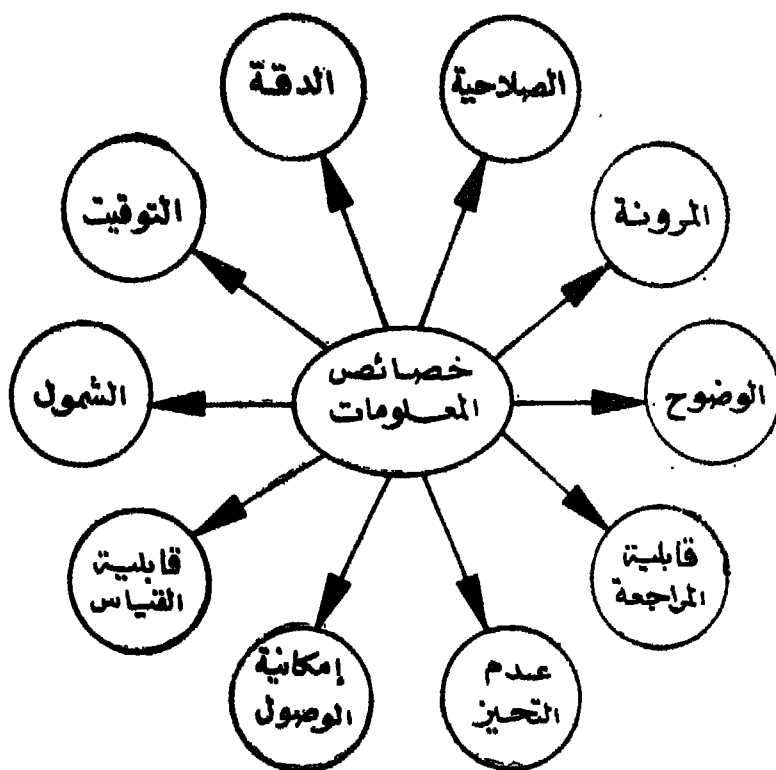 الصلاحية
الدقة
المرونة
التوقيت
خصائص
المعلومات
الوضوح
الشمول
قابلية
المراجعة
قابلية
القياس
عدم
التحيز
إمكانية
الوصول